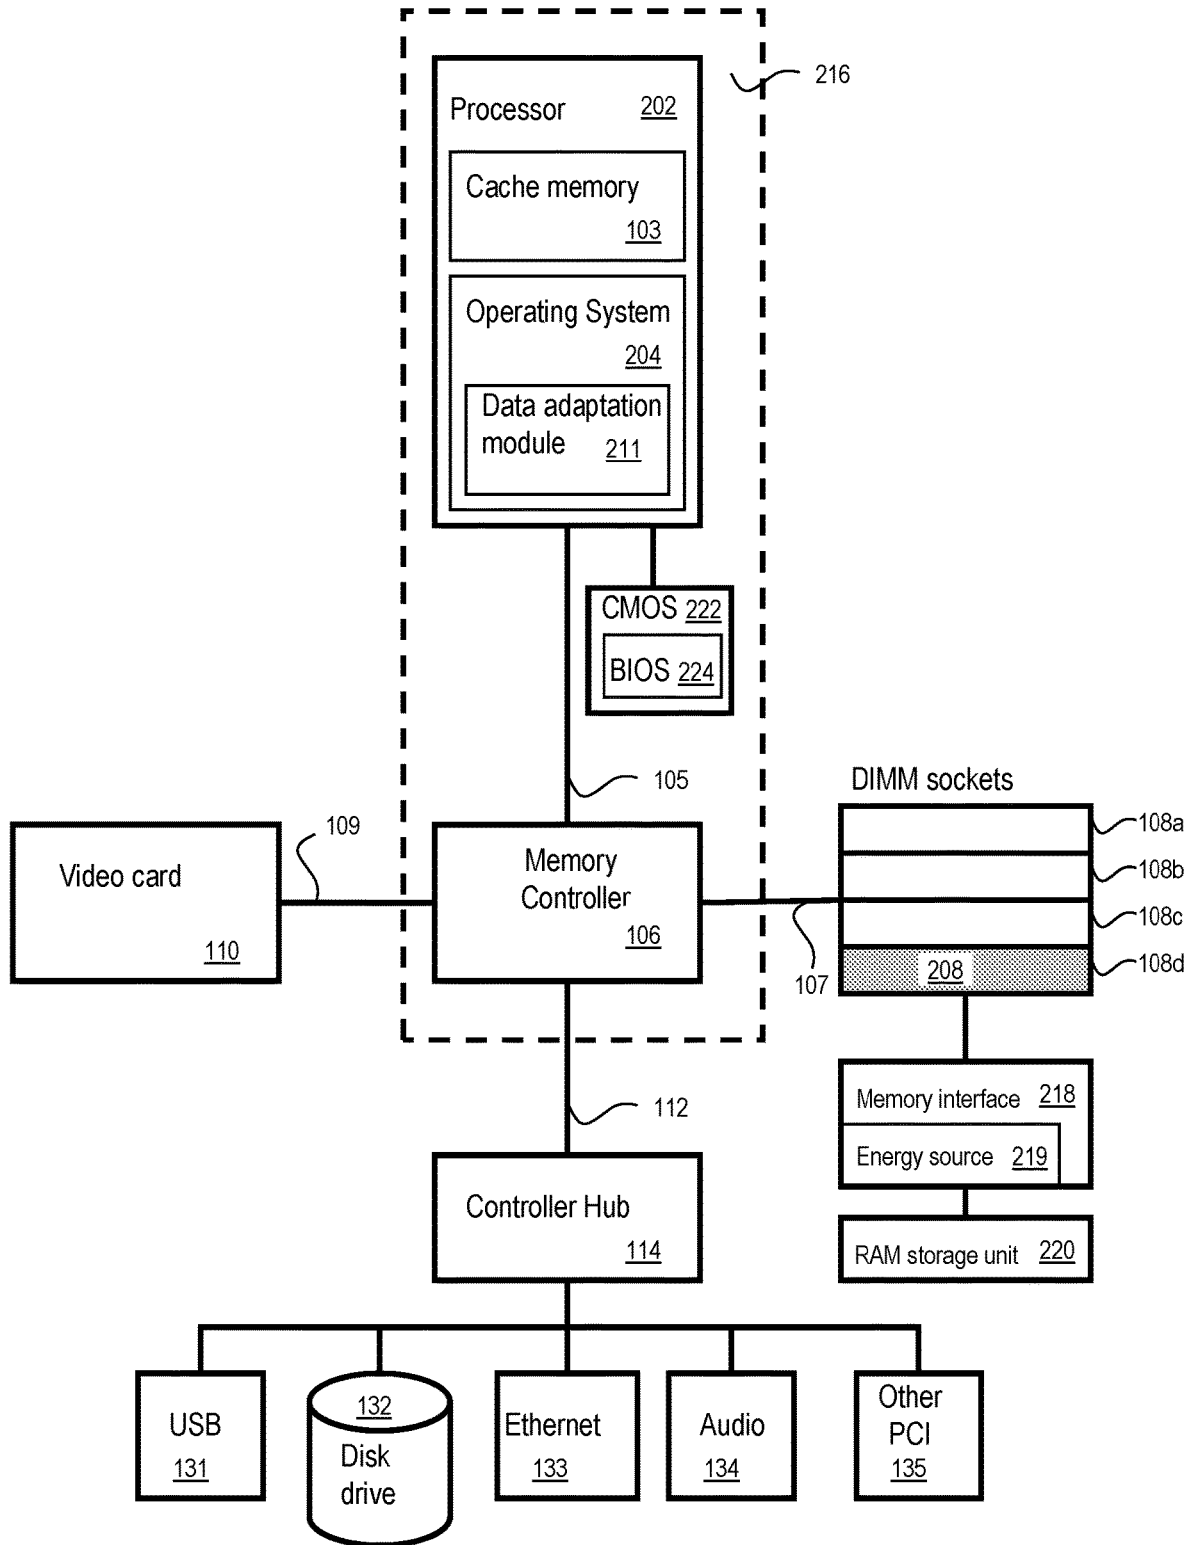 216
Processor 202
Cache memory
103
Operating System
204
Data adaptation
module 211
CMOS 222
BIOS 224
105
DIMM sockets
109
108a
Video card
Memory
Controller
108b
108c
110
106
107
208
108d
112
Memory interface 218
Energy source 219
Controller Hub
114
RAM storage unit 220
USB
131
132
Disk
drive
Ethernet
133
Audio
134
Other
PCI
135